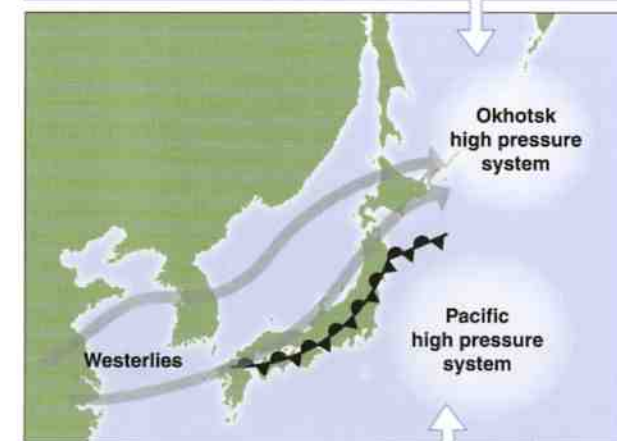 Okhotsk
high pressure
system
Pacific
high pressure
system
Westerlies